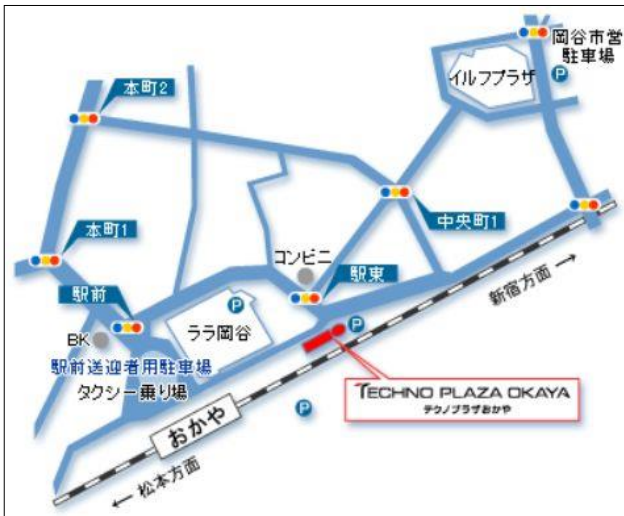 岡谷市営
駐車場
P
イルフプラザ
本町2
中央町1
本町1
コンビニ
駅東
新宿方面 →
駅前
P
ララ岡谷
P
BK
駅前送迎者用駐車場
タクシー乗り場
TECHNO PLAZA OKAYA
テクノプラザおかや
P
おかや
← 松本方面